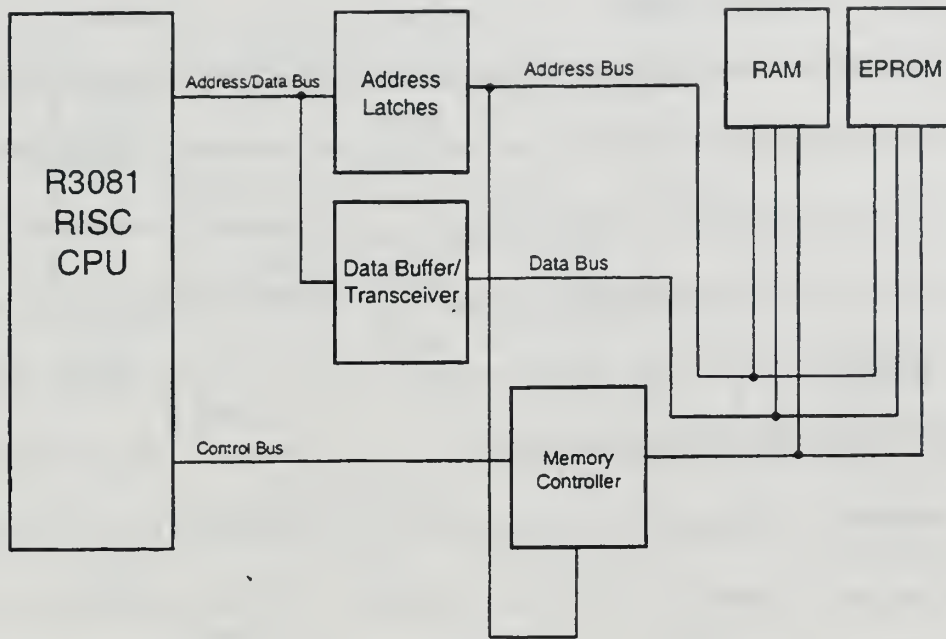 R3081
RISC
CPU
Address/Data Bus
Address
Latches
Address Bus
RAM
EPROM
Data Buffer/
Transceiver
Data Bus
Control Bus
Memory
Controller